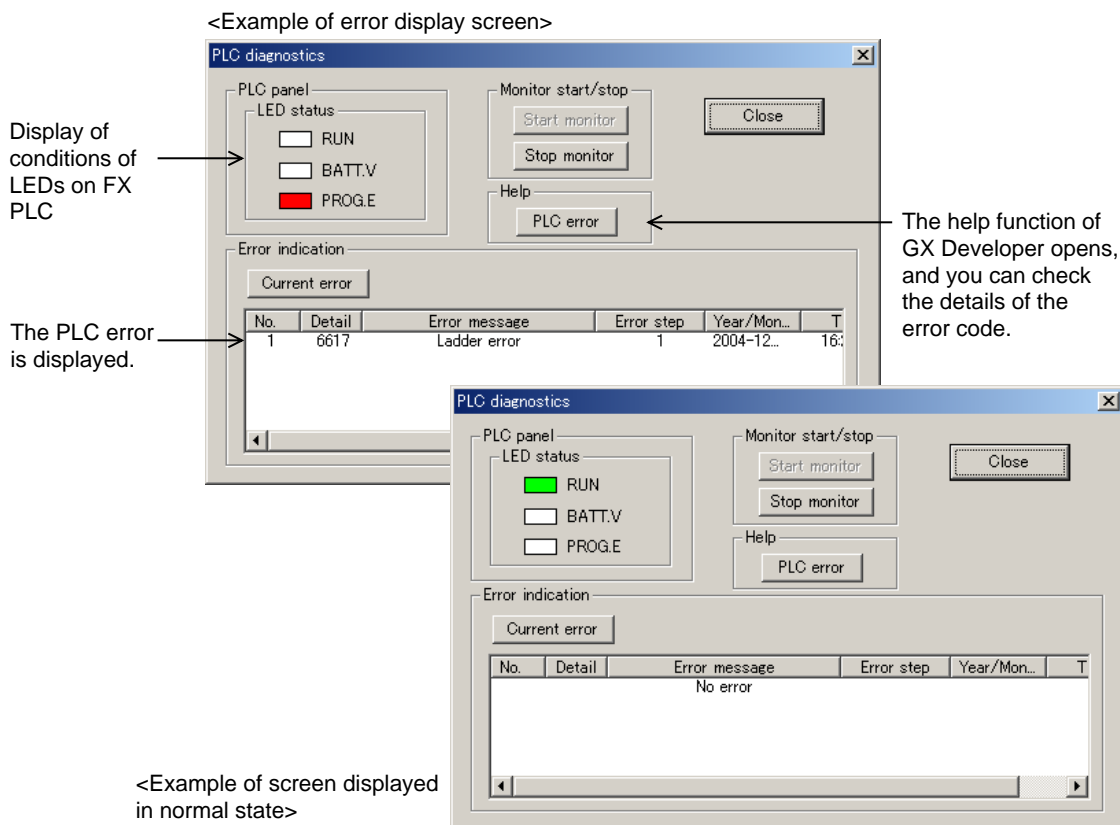 <Example of error display screen>
PLC diagnostics
PLC panel
LED status
RUN
BATT.V
PROG.E
Monitor start/stop
Start monitor
Stop monitor
Close
Help
PLC error
Display of
conditions of
LEDs on FX
PLC
The help function of
GX Developer opens,
and you can check
the details of the
error code.
Error indication
Current error
No. Detail Error message Error step Year/Mon... T
1 6617 Ladder error 1 2004-12... 16:
The PLC error
is displayed.
PLC diagnostics
PLC panel
LED status
RUN
BATT.V
PROG.E
Monitor start/stop
Start monitor
Stop monitor
Close
Help
PLC error
Error indication
Current error
No. Detail Error message Error step Year/Mon... T
No error
<Example of screen displayed
in normal state>